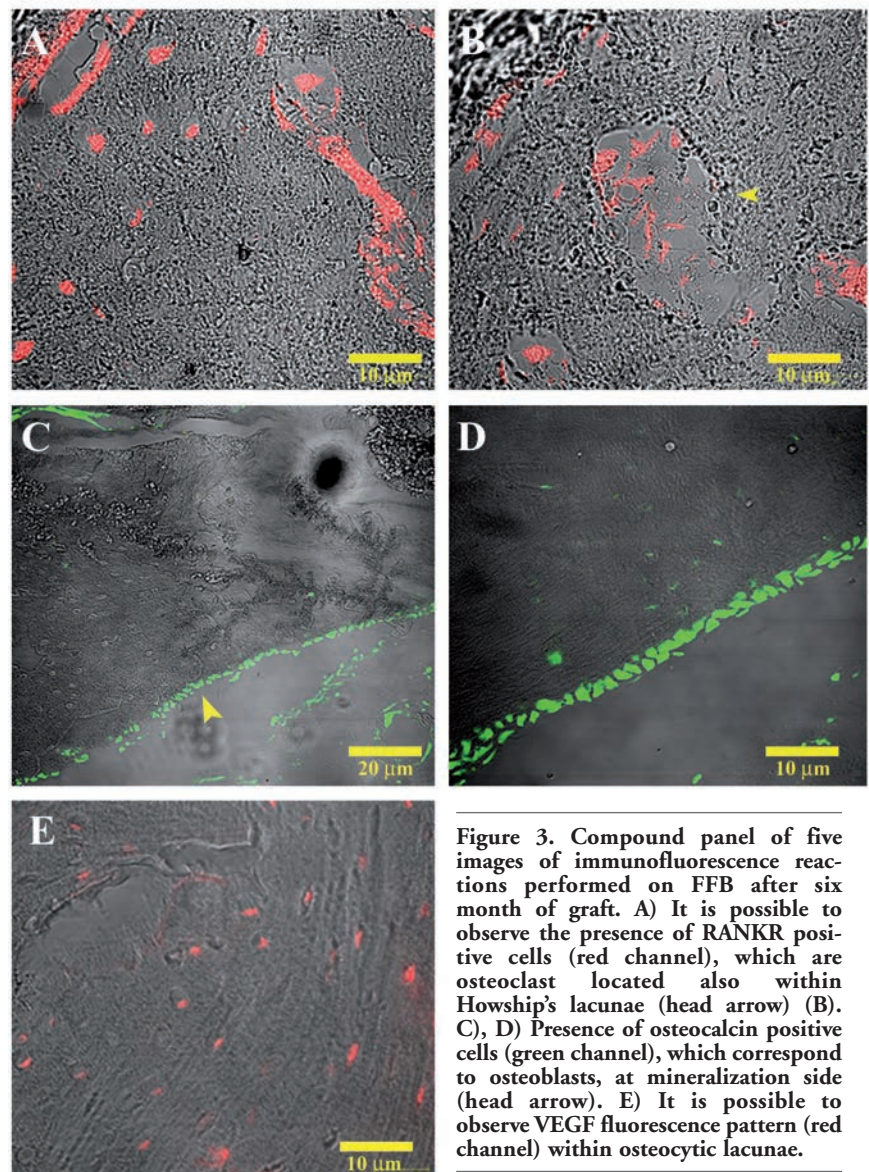 A
10 μm
B
10 μm
C
20 μm
D
10 μm
E
10 μm
Figure 3. Compound panel of five
images of immunofluorescence reac-
tions performed on FFB after six
month of graft. A) It is possible to
observe the presence of RANKR posi-
tive cells (red channel), which are
osteoclast located also within
Howship's lacunae (head arrow) (B).
C), D) Presence of osteocalcin positive
cells (green channel), which correspond
to osteoblasts, at mineralization side
(head arrow). E) It is possible to
observe VEGF fluorescence pattern (red
channel) within osteocytic lacunae.